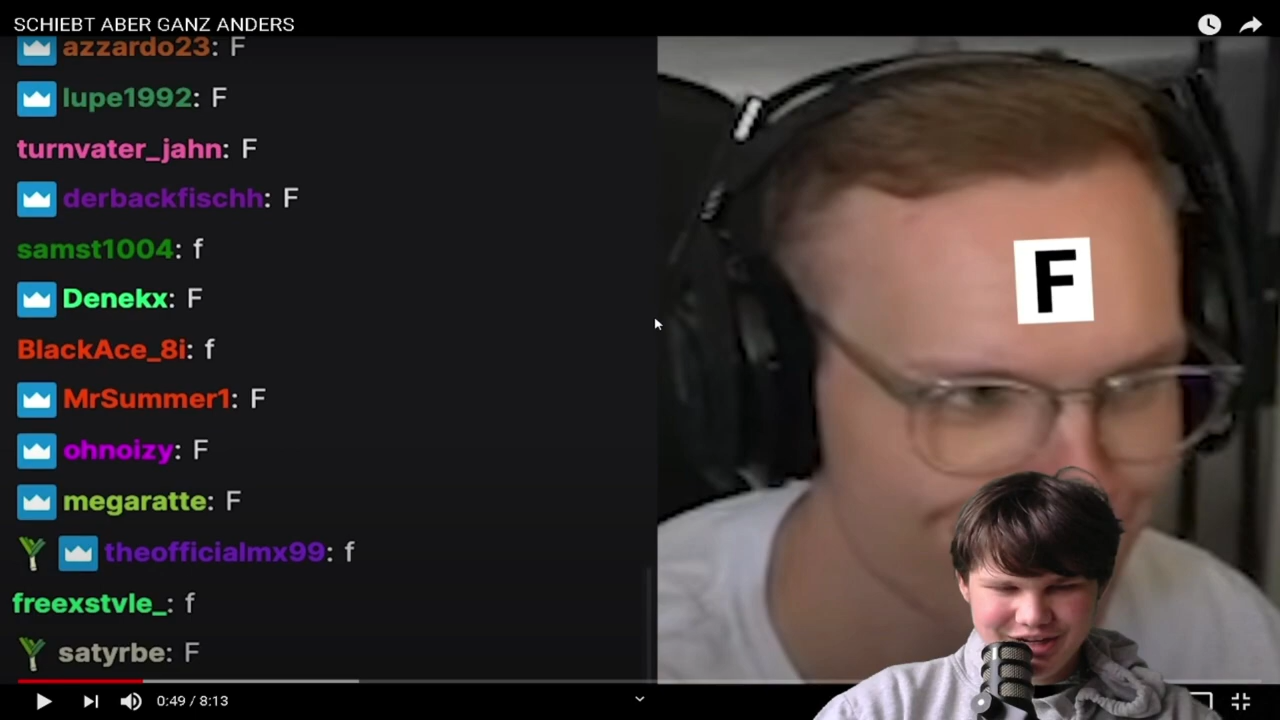 SCHIEBT ABER GANZ ANDERS
azzardo23: F
lupe1992: F
turnvater_jahn: F
derbackfischh: F
samst1004: f
Denekx: F
BlackAce_8i: f
MrSummer1: F
ohnoizy: F
megaratte: F
theofficialmx99: f
freexstvle_: f
satyrbe: F
F
0:49 / 8:13